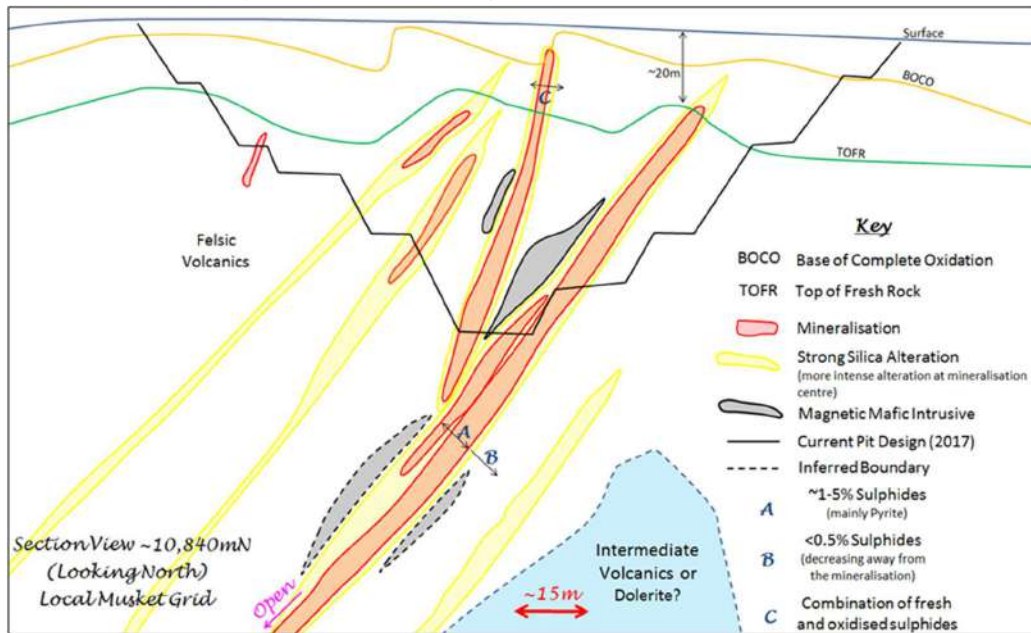 Surface
~20m
BOCO
C
TOFR
Felsic
Volcanics
Key
BOCO Base of Complete Oxidation
TOFR Top of Fresh Rock
Mineralisation
Strong Silica Alteration
(more intense alteration at mineralisation
centre)
Magnetic Mafic Intrusive
Current Pit Design (2017)
Inferred Boundary
A ~1-5% Sulphides
(mainly Pyrite)
B <0.5% Sulphides
(decreasing away from
the mineralisation)
C Combination of fresh
and oxidised sulphides
A
B
Section View ~10,840mN
(Looking North)
Local Musket Grid
Open
Intermediate
Volcanics or
Dolerite?
~15m